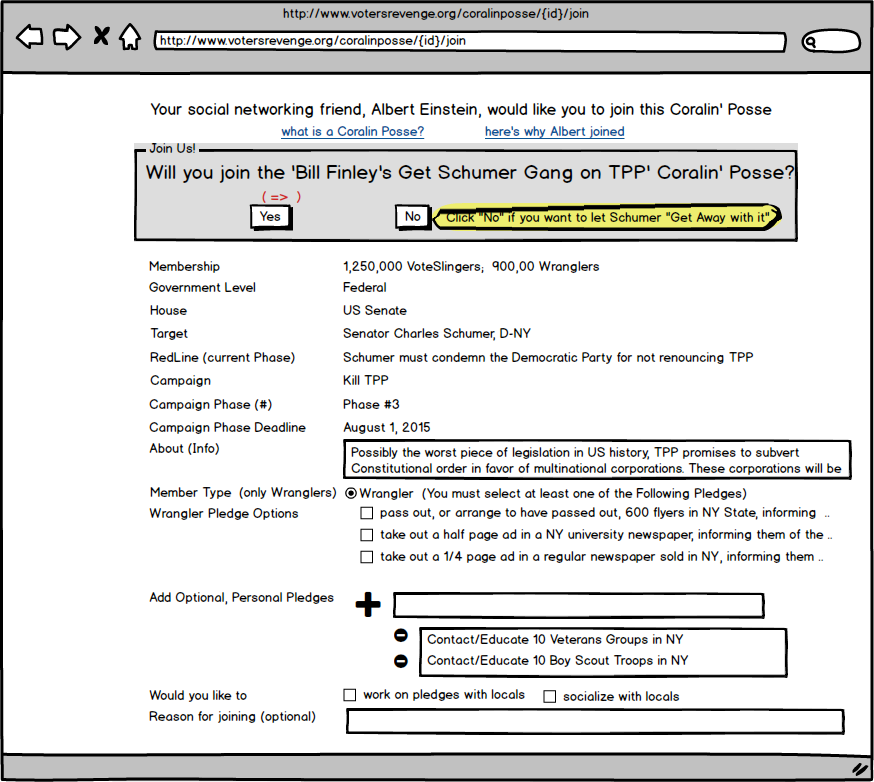 http://www.votersrevenge.org/coralinposse/{id}/join
http://www.votersrevenge.org/coralinposse/{id}/join
Your social networking friend, Albert Einstein, would like you to join this Coralin' Posse
what is a Coralin Posse? here's why Albert joined
Join Us!
Will you join the 'Bill Finley's Get Schumer Gang on TPP' Coralin' Posse?
( => )
Yes No Click "No" if you want to let Schumer "Get Away with it"
Membership 1,250,000 VoteSlingers; 900,00 Wranglers
Government Level Federal
House US Senate
Target Senator Charles Schumer, D-NY
RedLine (current Phase) Schumer must condemn the Democratic Party for not renouncing TPP
Campaign Kill TPP
Campaign Phase (#) Phase #3
Campaign Phase Deadline August 1, 2015
About (Info) Possibly the worst piece of legislation in US history, TPP promises to subvert
Constitutional order in favor of multinational corporations. These corporations will be
Member Type (only Wranglers) Wrangler (You must select at least one of the Following Pledges)
Wrangler Pledge Options pass out, or arrange to have passed out, 600 flyers in NY State, informing ..
take out a half page ad in a NY university newspaper, informing them of the ..
take out a 1/4 page ad in a regular newspaper sold in NY, informing them ..
Add Optional, Personal Pledges
Contact/Educate 10 Veterans Groups in NY
Contact/Educate 10 Boy Scout Troops in NY
Would you like to work on pledges with locals socialize with locals
Reason for joining (optional)